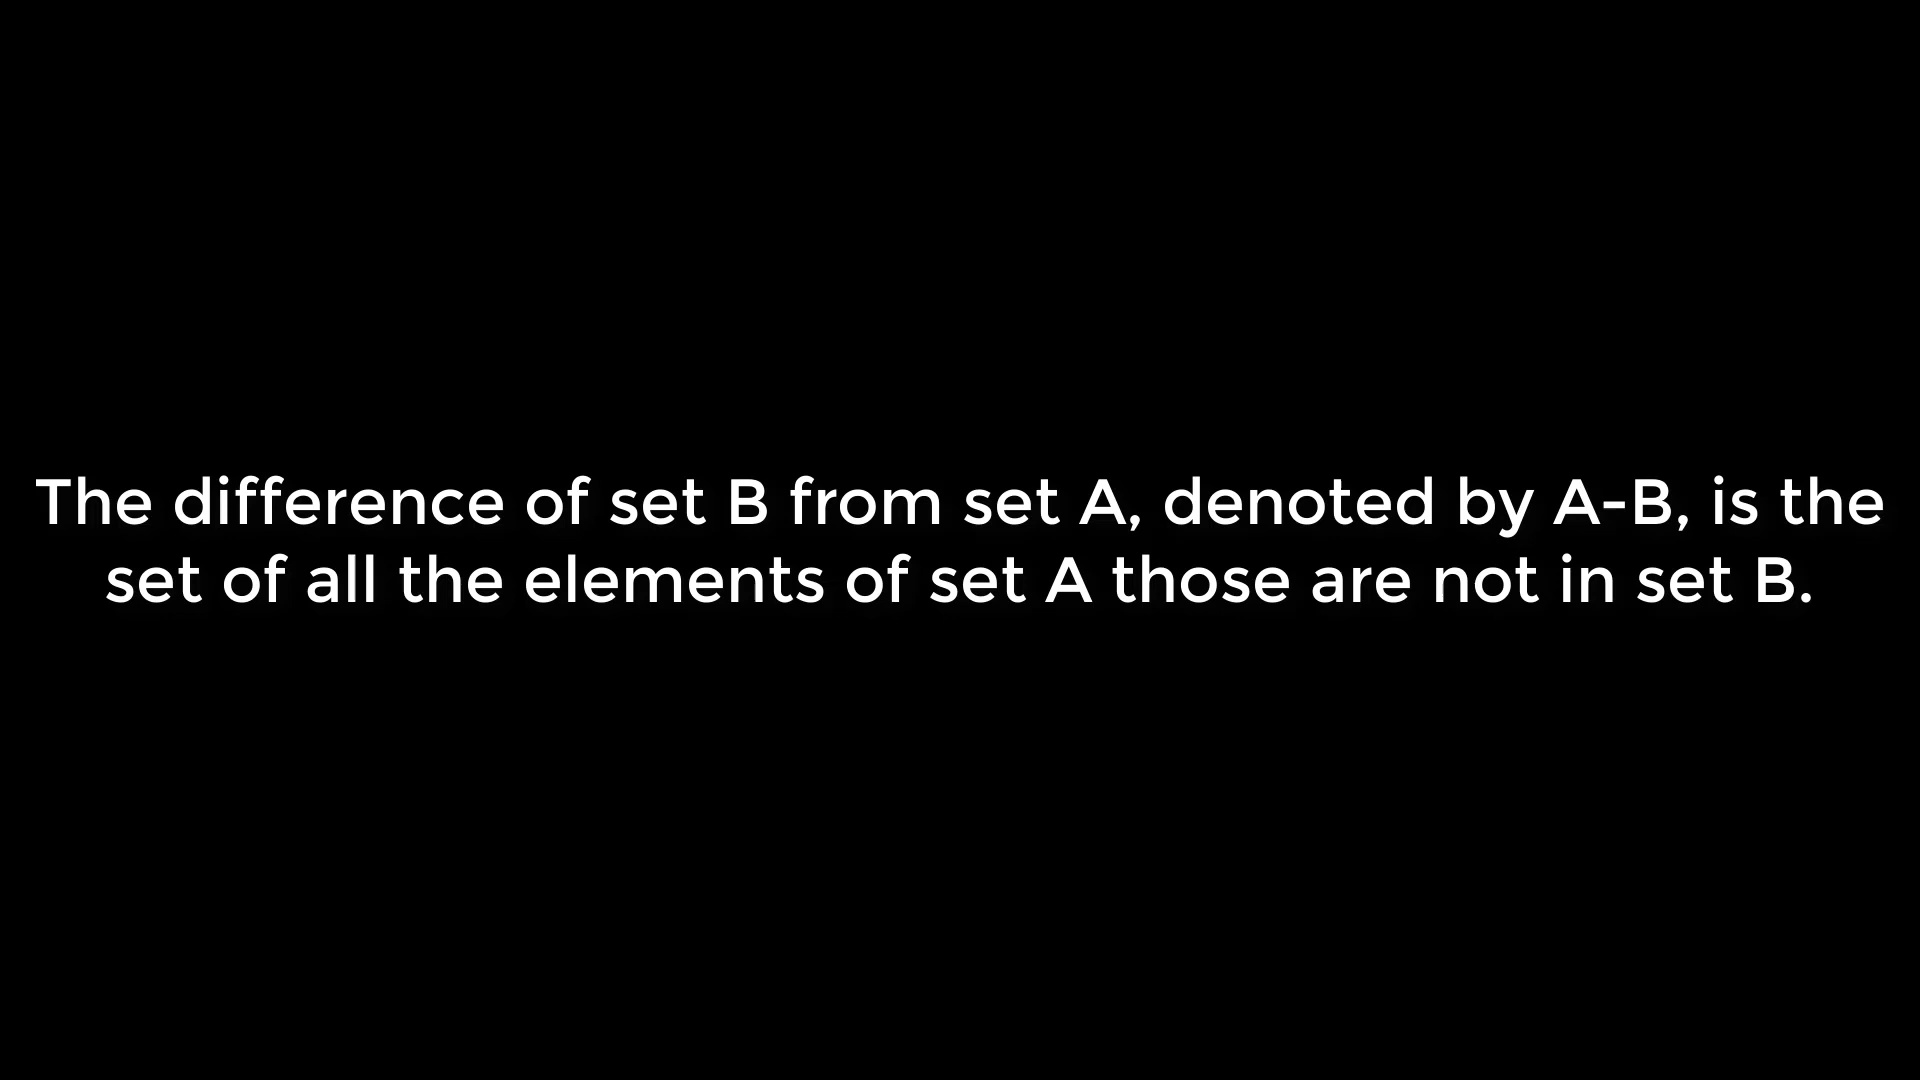 The difference of set B from set A, denoted by A-B, is the
set of all the elements of set A those are not in set B.